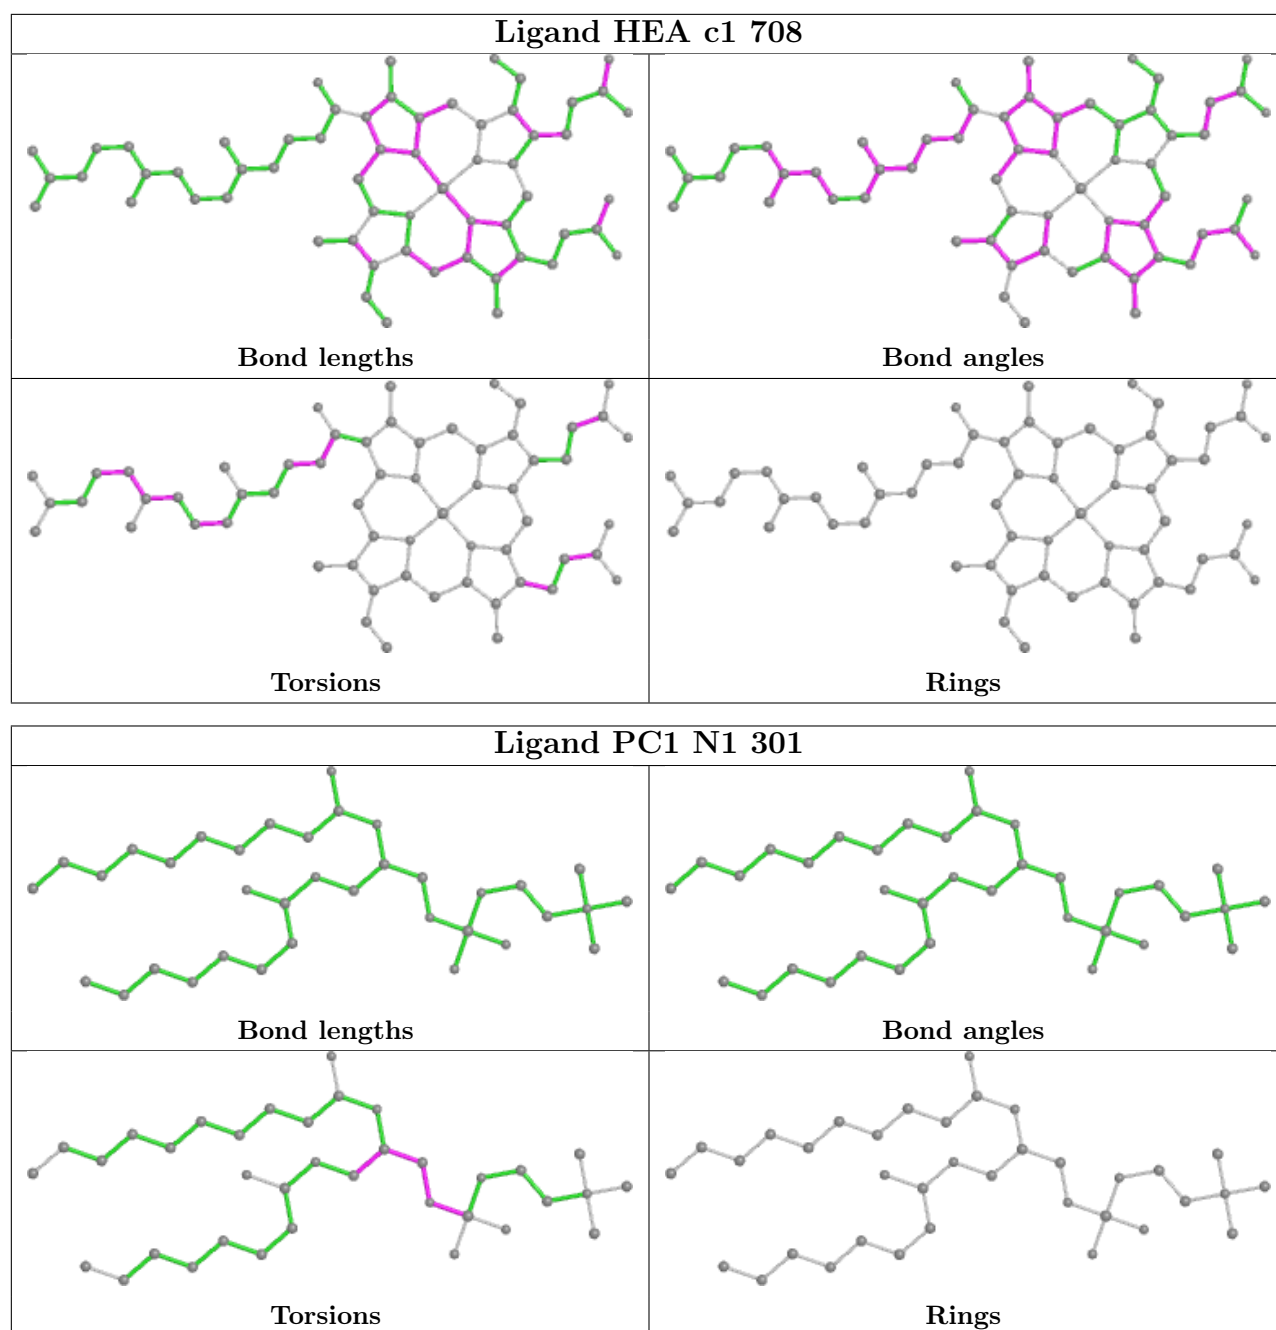 Ligand HEA c1 708
Bond lengths
Bond angles
Torsions
Rings
Ligand PC1 N1 301
Bond lengths
Bond angles
Torsions
Rings